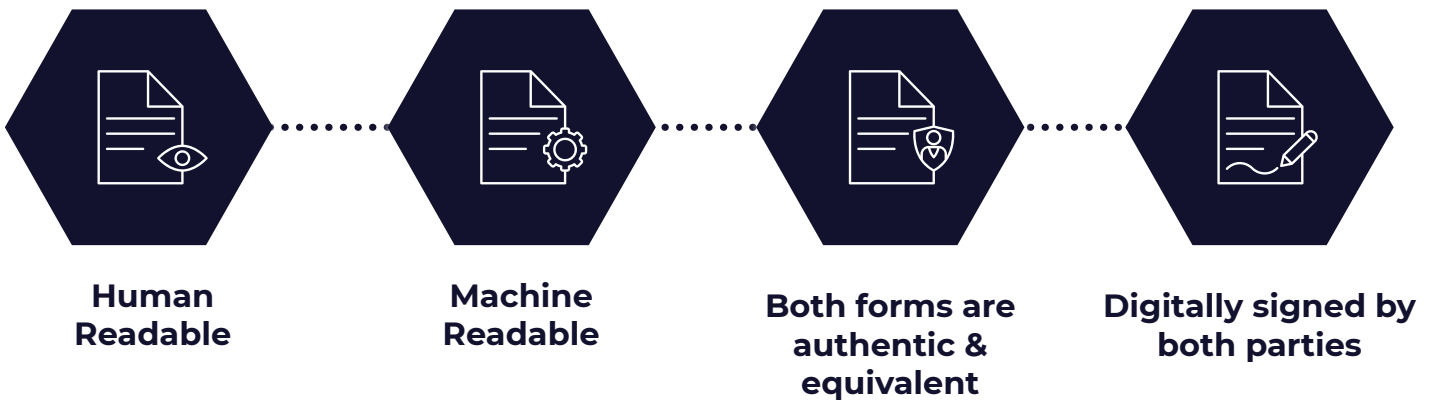 Human
Readable
Machine
Readable
Both forms are
authentic &
equivalent
Digitally signed by
both parties